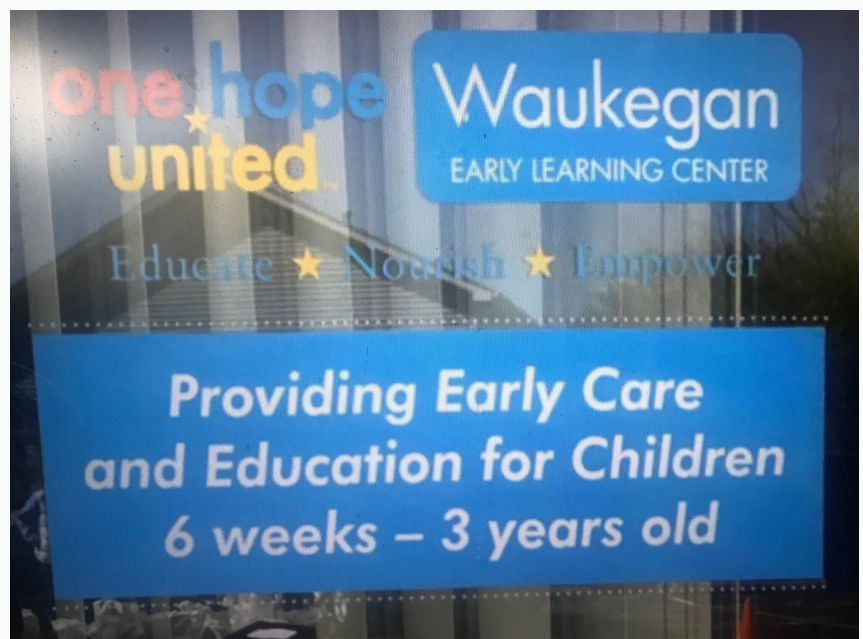 one hope
united
Waukegan
EARLY LEARNING CENTER
Educate ★ Nourish ★ Empower
Providing Early Care
and Education for Children
6 weeks – 3 years old